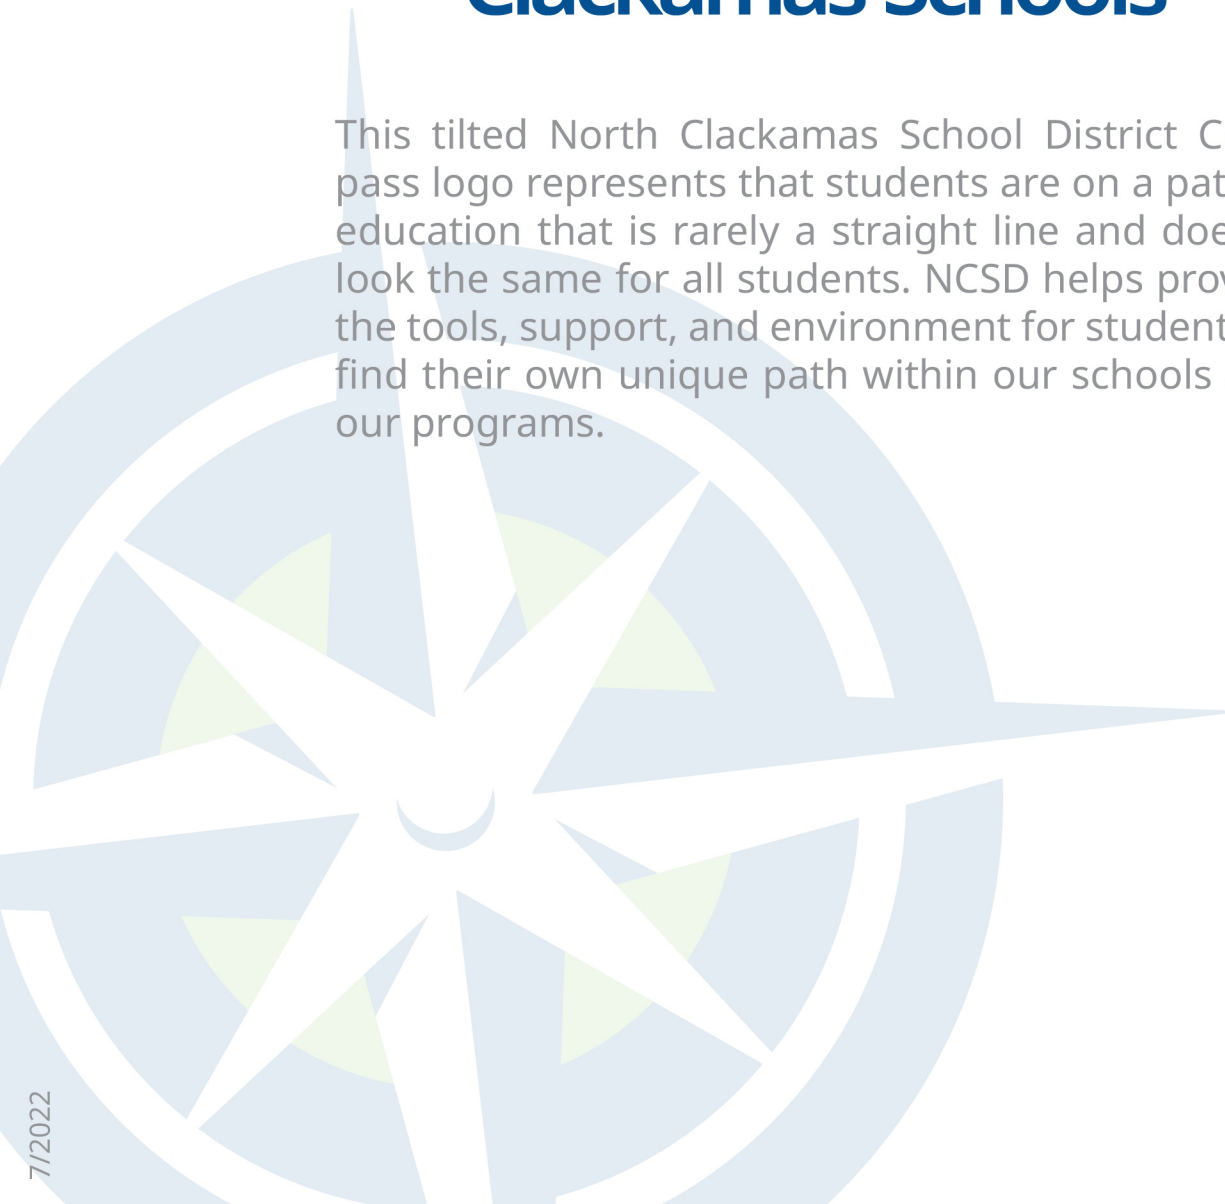 Clackamas Schools
This tilted North Clackamas School District C
pass logo represents that students are on a pat
education that is rarely a straight line and doe
look the same for all students. NCSD helps prov
the tools, support, and environment for student
find their own unique path within our schools
our programs.
7/2022